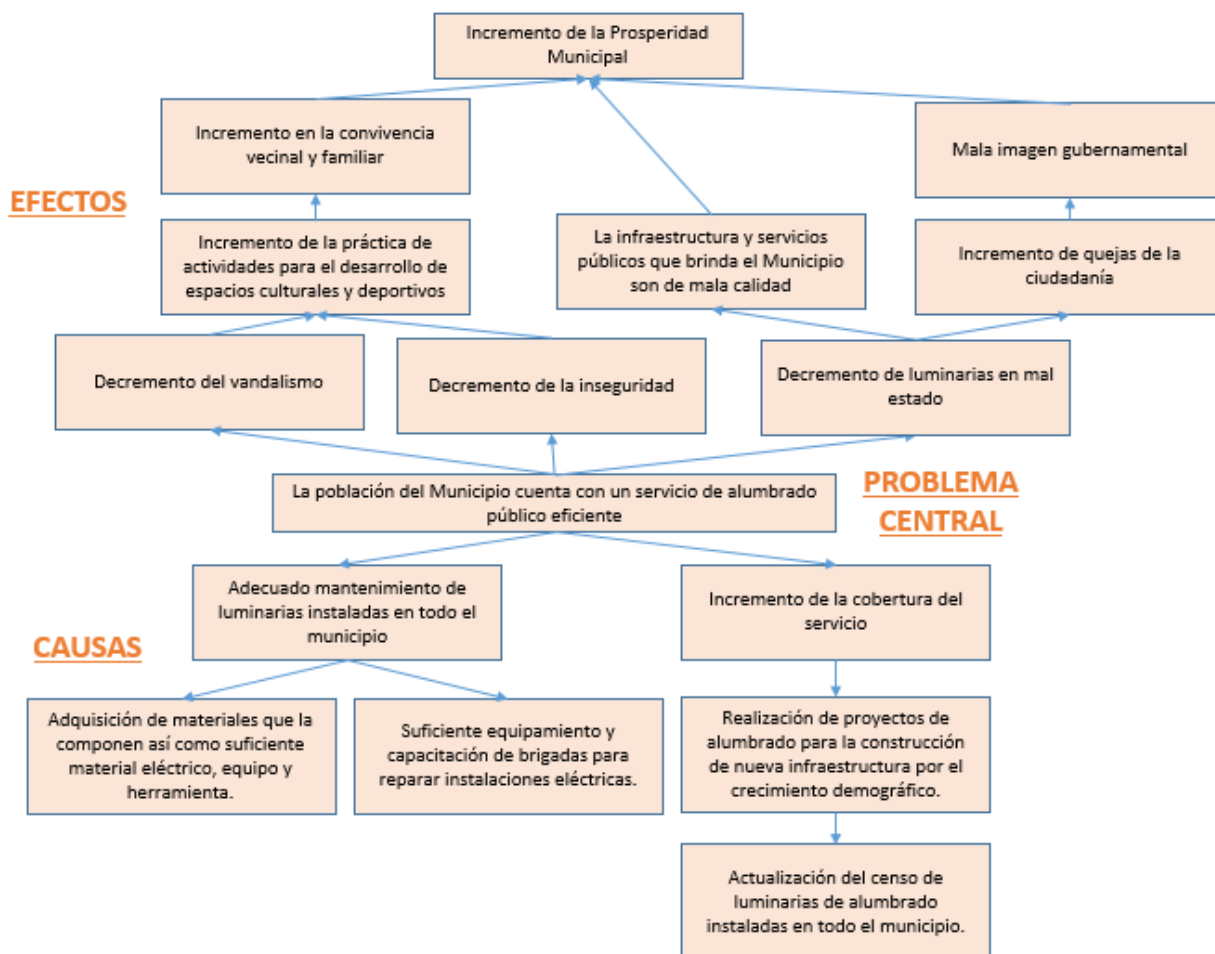 Incremento de la Prosperidad
Municipal
Incremento en la convivencia
vecinal y familiar
Mala imagen gubernamental
EFECTOS
Incremento de la práctica de
actividades para el desarrollo de
espacios culturales y deportivos
La infraestructura y servicios
públicos que brinda el Municipio
son de mala calidad
Incremento de quejas de la
ciudadanía
Decremento del vandalismo
Decremento de la inseguridad
Decremento de luminarias en mal
estado
La población del Municipio cuenta con un servicio de alumbrado
público eficiente
PROBLEMA
CENTRAL
Adecuado mantenimiento de
luminarias instaladas en todo el
municipio
Incremento de la cobertura del
servicio
CAUSAS
Adquisición de materiales que la
componen así como suficiente
material eléctrico, equipo y
herramienta.
Suficiente equipamiento y
capacitación de brigadas para
reparar instalaciones eléctricas.
Realización de proyectos de
alumbrado para la construcción
de nueva infraestructura por el
crecimiento demográfico.
Actualización del censo de
luminarias de alumbrado
instaladas en todo el municipio.